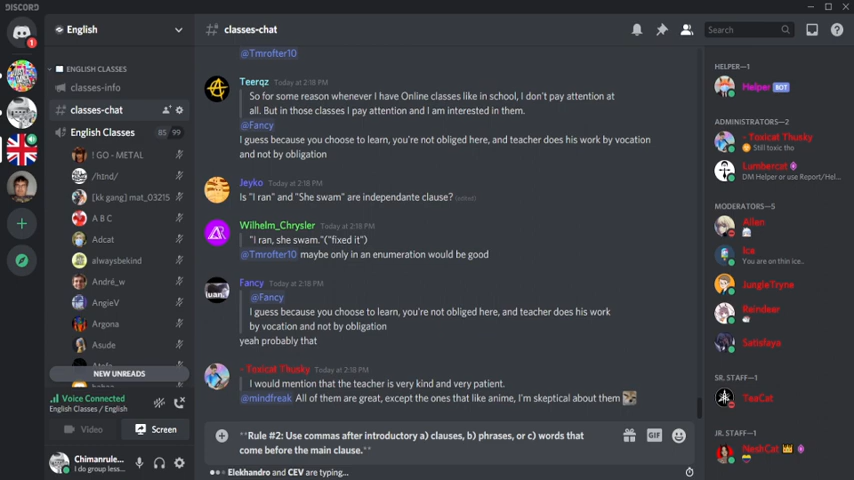 DISCORD
English
classes-chat
Search
1
ENGLISH CLASSES
classes-info
classes-chat
English Classes 85 99
! GO - METAL
/htnd/
[kk gang] mat_03215
A B C
Adcat
alwaysbekind
André_w
AngieV
Argona
Asude
NEW UNREADS
Voice Connected
English Classes / English
Video
Screen
Chimanrule...
I do group less...
@Tmrofter10
Teerqz Today at 2:18 PM
So for some reason whenever I have Online classes like in school, I don't pay attention at
all. But in those classes I pay attention and I am interested in them.
@Fancy
I guess because you choose to learn, you're not obliged here, and teacher does his work by vocation
and not by obligation
Jeyko Today at 2:18 PM
Is "I ran" and "She swam" are independante clause? (edited)
Wilhelm_Chrysler Today at 2:18 PM
"I ran, she swam."("fixed it")
@Tmrofter10 maybe only in an enumeration would be good
Fancy Today at 2:18 PM
@Fancy
I guess because you choose to learn, you're not obliged here, and teacher does his work
by vocation and not by obligation
yeah probably that
- Toxicat Thusky Today at 2:18 PM
I would mention that the teacher is very kind and very patient.
@mindfreak All of them are great, except the ones that like anime, I'm skeptical about them
**Rule #2: Use commas after introductory a) clauses, b) phrases, or c) words that
come before the main clause.**
GIF
Elekhandro and CEV are typing...
HELPER—1
Helper BOT
ADMINISTRATORS—2
- Toxicat Thusky
Still toxic tho
Lumbercat
DM Helper or use Report/Hel...
MODERATORS—5
Allen
Ice
You are on thin ice..
JungleTryne
Reindeer
Satisfaya
SR. STAFF—1
TeaCat
JR. STAFF—1
NeshCat